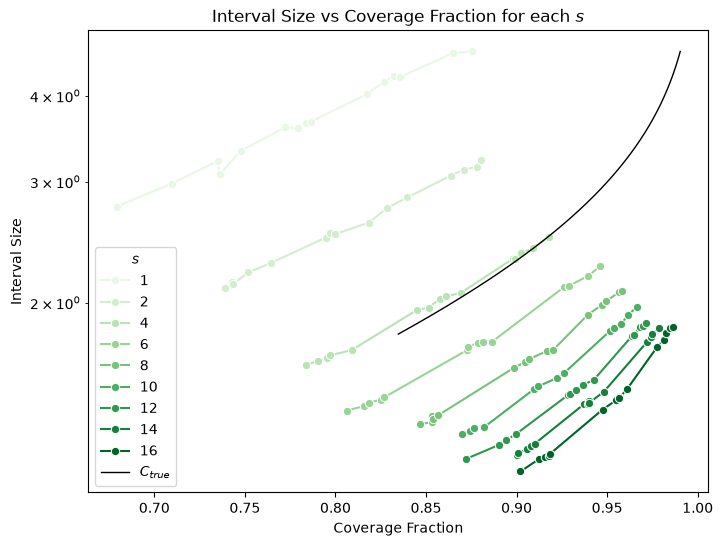 Interval Size vs Coverage Fraction for each s
4 × 10⁰
3 × 10⁰
2 × 10⁰
Interval Size
s
1
2
4
6
8
10
12
14
16
C_true
0.70 0.75 0.80 0.85 0.90 0.95 1.00
Coverage Fraction